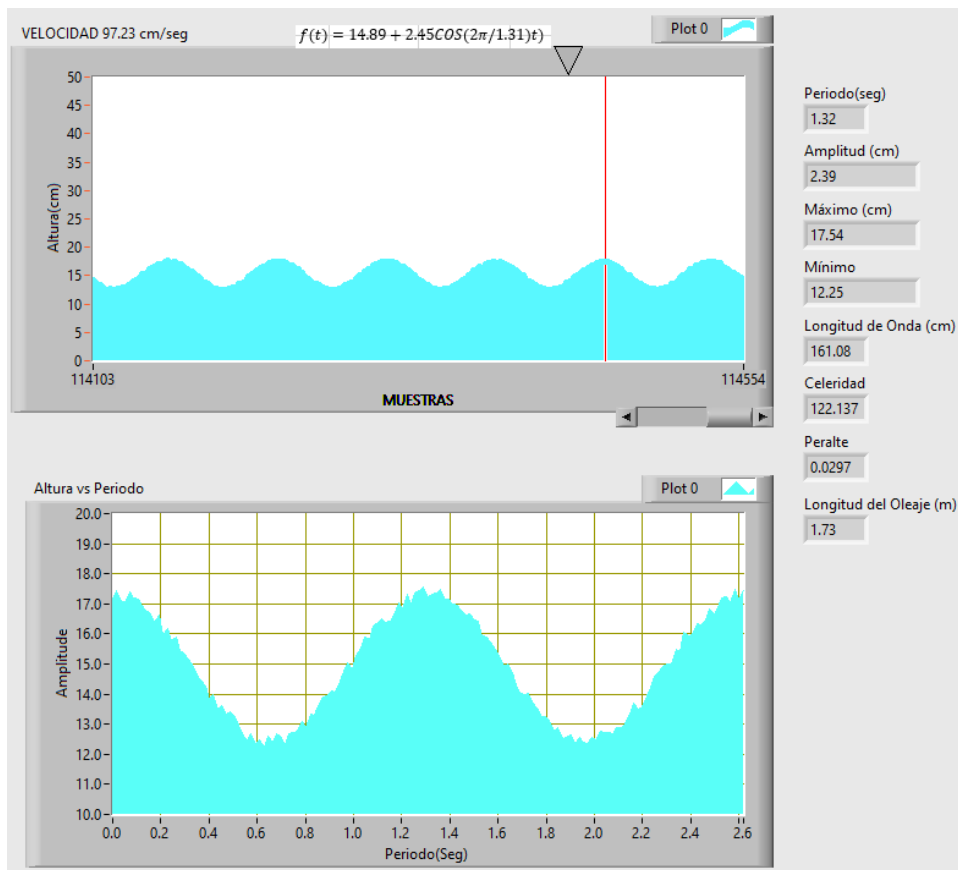 VELOCIDAD 97.23 cm/seg
f(t) = 14.89 + 2.45COS(2π/1.31)t)
Plot 0
50
45
40
35
30
25
20
15
10
5
0
Altura(cm)
114103
114554
MUESTRAS
Periodo(seg)
1.32
Amplitud (cm)
2.39
Máximo (cm)
17.54
Mínimo
12.25
Longitud de Onda (cm)
161.08
Celeridad
122.137
Peralte
0.0297
Longitud del Oleaje (m)
1.73
Altura vs Periodo
Plot 0
20.0
19.0
18.0
17.0
16.0
15.0
14.0
13.0
12.0
11.0
10.0
Amplitude
0.0 0.2 0.4 0.6 0.8 1.0 1.2 1.4 1.6 1.8 2.0 2.2 2.4 2.6
Periodo(Seg)